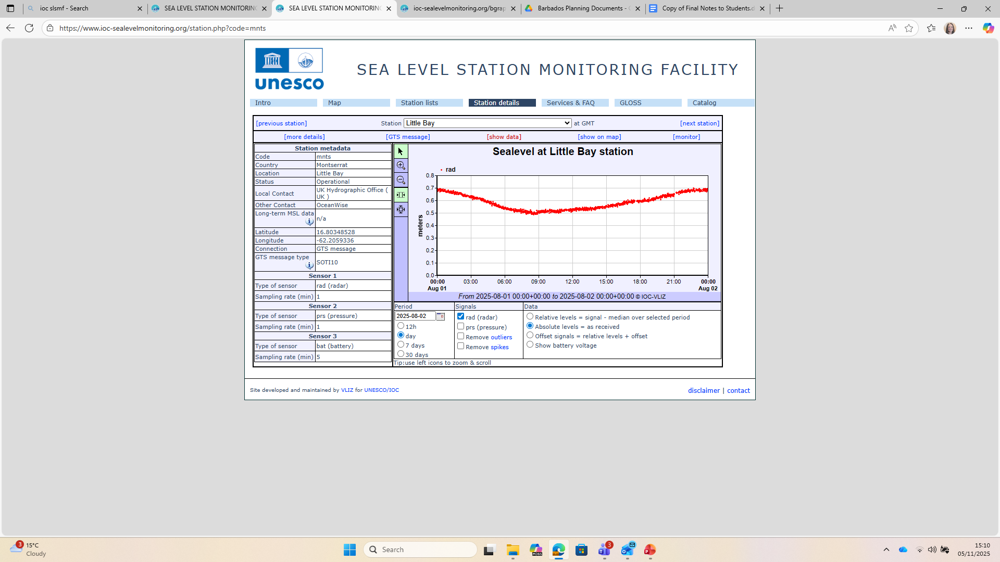 ioc slsmf - Search
SEA LEVEL STATION MONITORING
SEA LEVEL STATION MONITORING
ioc-sealevelmonitoring.org/bgrap
Barbados Planning Documents -
Copy of Final Notes to Students.d
https://www.ioc-sealevelmonitoring.org/station.php?code=mnts
unesco
SEA LEVEL STATION MONITORING FACILITY
Intro Map Station lists Station details Services & FAQ GLOSS Catalog
[previous station] Station Little Bay at GMT [next station]
[more details] [GTS message] [show data] [show on map] [monitor]
Station metadata
Code mnts
Country Montserrat
Location Little Bay
Status Operational
Local Contact UK Hydrographic Office (
UK )
Other Contact OceanWise
Long-term MSL data n/a
Latitude 16.80348528
Longitude -62.2059336
Connection GTS message
GTS message type SOTI10
Sensor 1
Type of sensor rad (radar)
Sampling rate (min) 1
Sensor 2
Type of sensor prs (pressure)
Sampling rate (min) 1
Sensor 3
Type of sensor bat (battery)
Sampling rate (min) 5
Sealevel at Little Bay station
rad
meters
0.8
0.7
0.6
0.5
0.4
0.3
0.2
0.1
0.0
00:00 03:00 06:00 09:00 12:00 15:00 18:00 21:00 00:00
Aug 01 Aug 02
From 2025-08-01 00:00+00:00 to 2025-08-02 00:00+00:00 © IOC-VLIZ
Period Signals Data
2025-08-02
12h
day
7 days
30 days
rad (radar)
prs (pressure)
Remove outliers
Remove spikes
Relative levels = signal - median over selected period
Absolute levels = as received
Offset signals = relative levels + offset
Show battery voltage
Tip:use left icons to zoom & scroll
Site developed and maintained by VLIZ for UNESCO/IOC
disclaimer | contact
3
15°C
Cloudy
Search
M365
3
15:10
05/11/2025